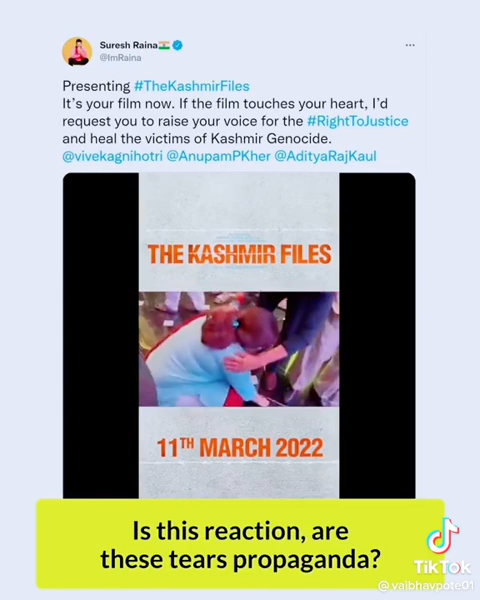 Suresh Raina🇮🇳
@ImRaina
Presenting #TheKashmirFiles
It's your film now. If the film touches your heart, I'd
request you to raise your voice for the #RightToJustice
and heal the victims of Kashmir Genocide.
@vivekagnihotri @AnupamPKher @AdityaRajKaul
THE KASHMIR FILES
11TH MARCH 2022
Is this reaction, are
these tears propaganda?
TikTok
@vaibhavpote01